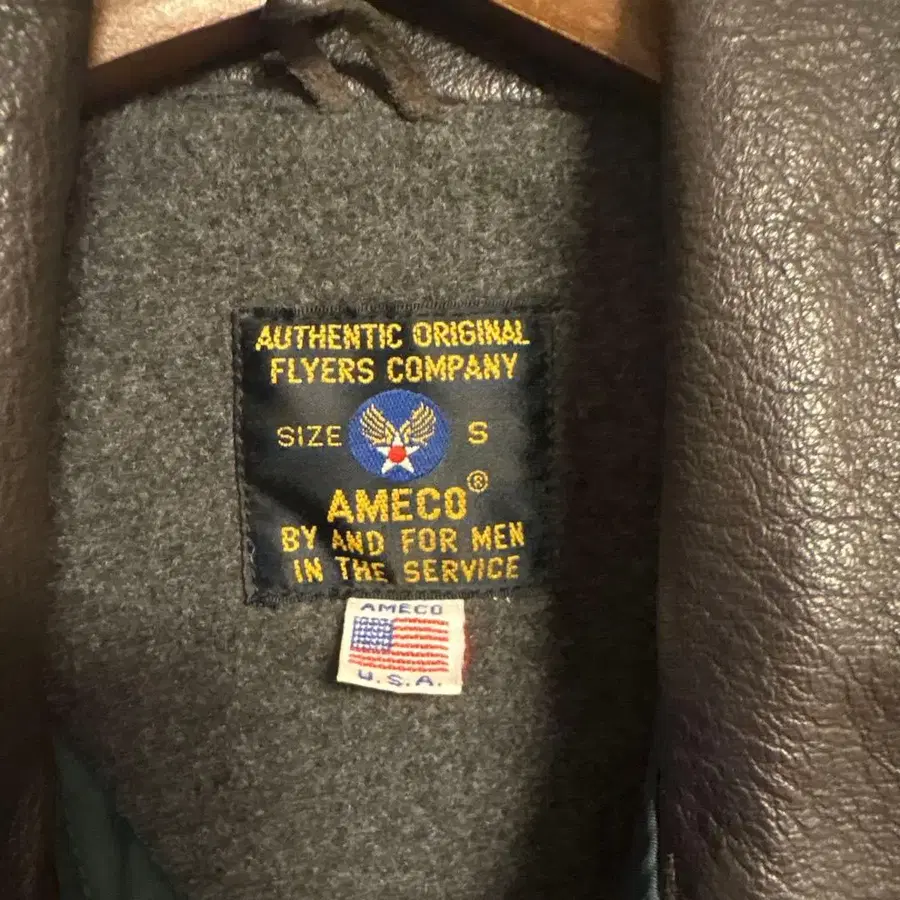 AUTHENTIC ORIGINAL
FLYERS COMPANY
SIZE S
AMECO®
BY AND FOR MEN
IN THE SERVICE
AMECO
U.S.A.